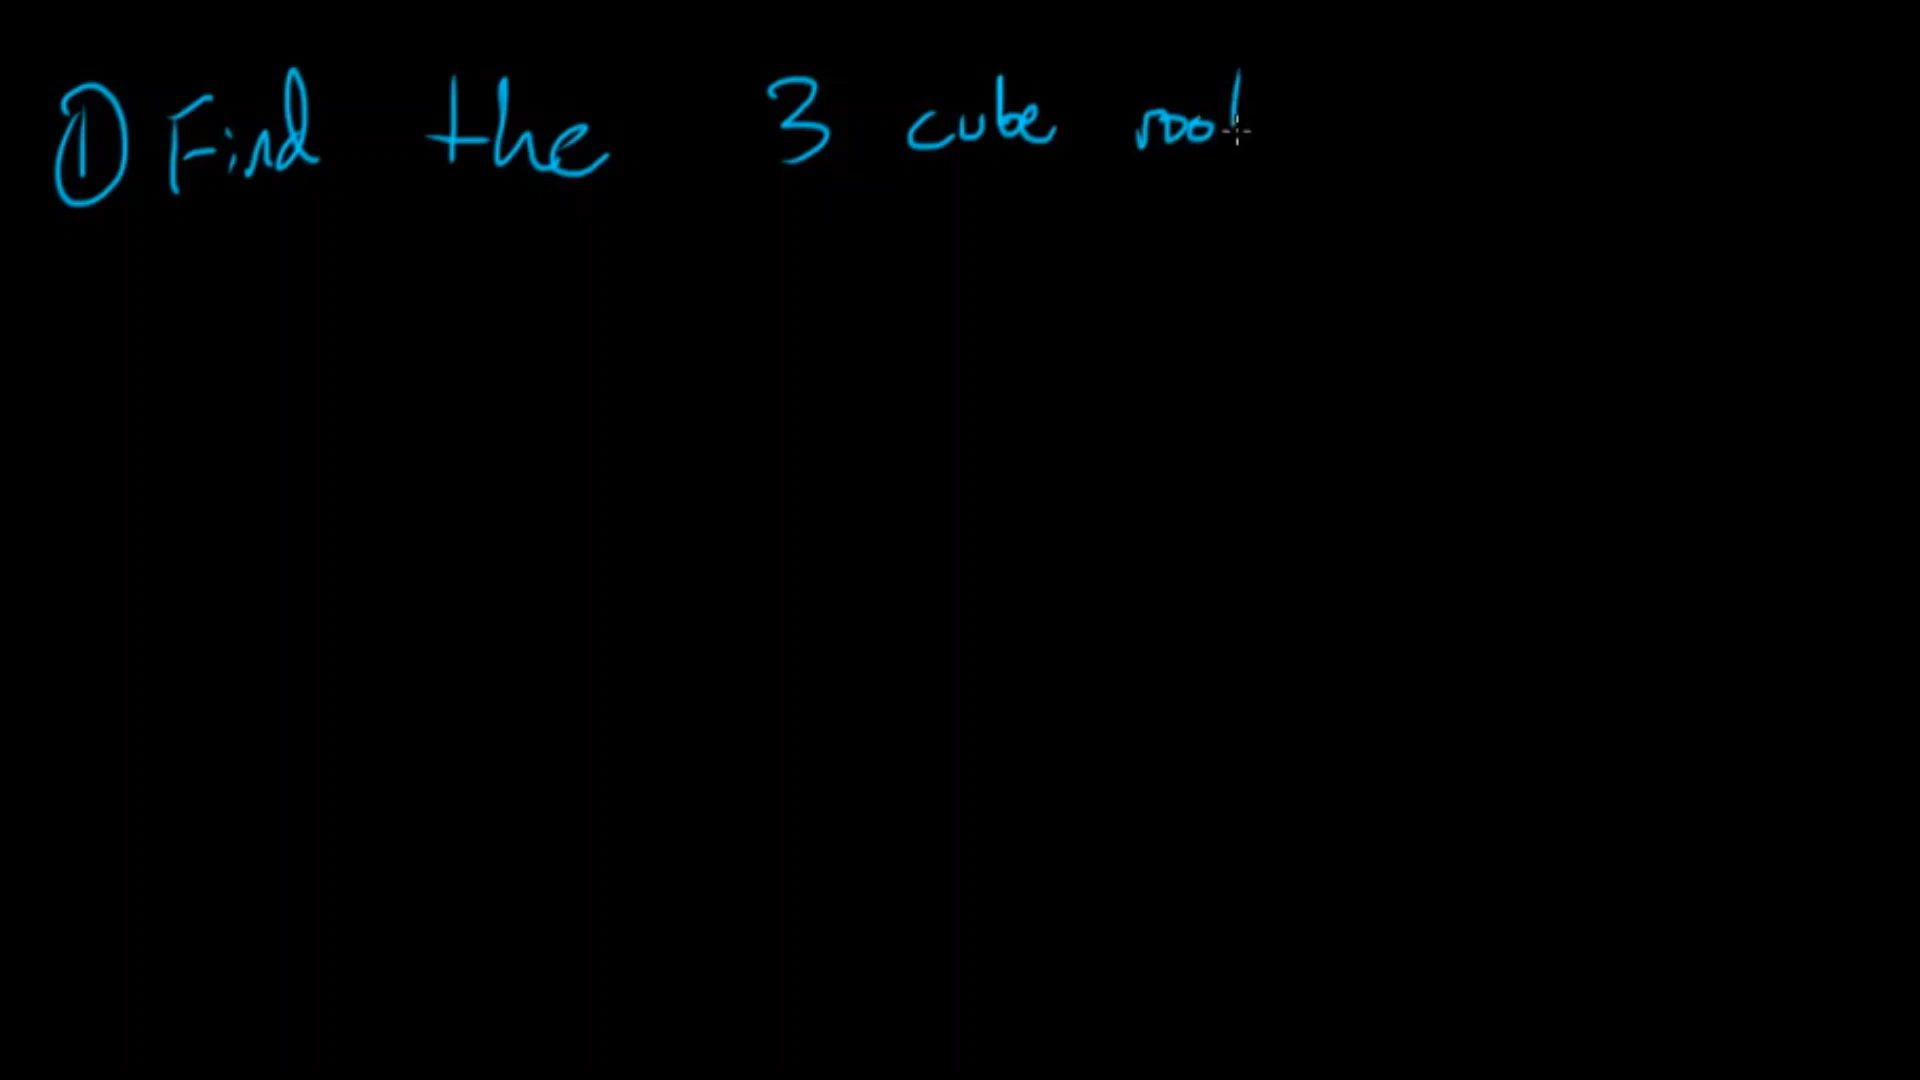 ① Find the 3 cube root